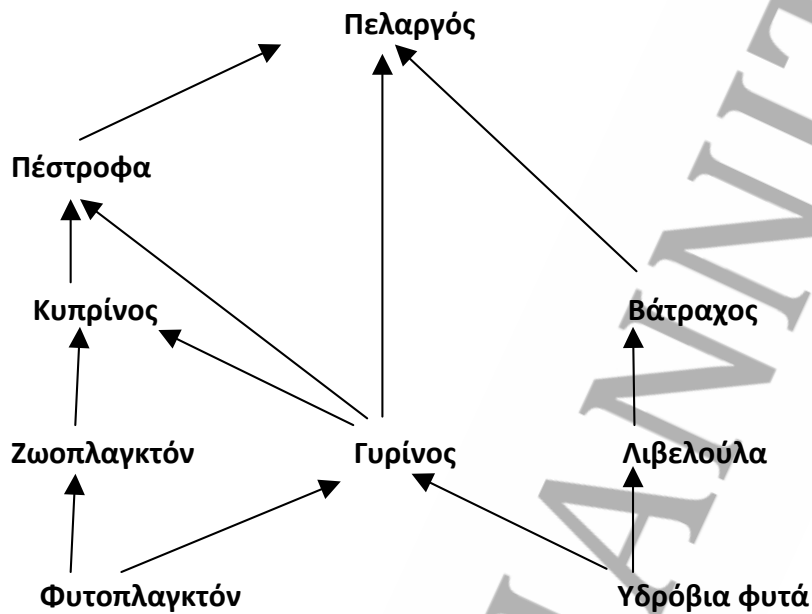 Πελαργός
Πέστροφα
Κυπρίνος Βάτραχος
Ζωοπλαγκτόν Γυρίνος Λιβελούλα
Φυτοπλαγκτόν Υδρόβια φυτά